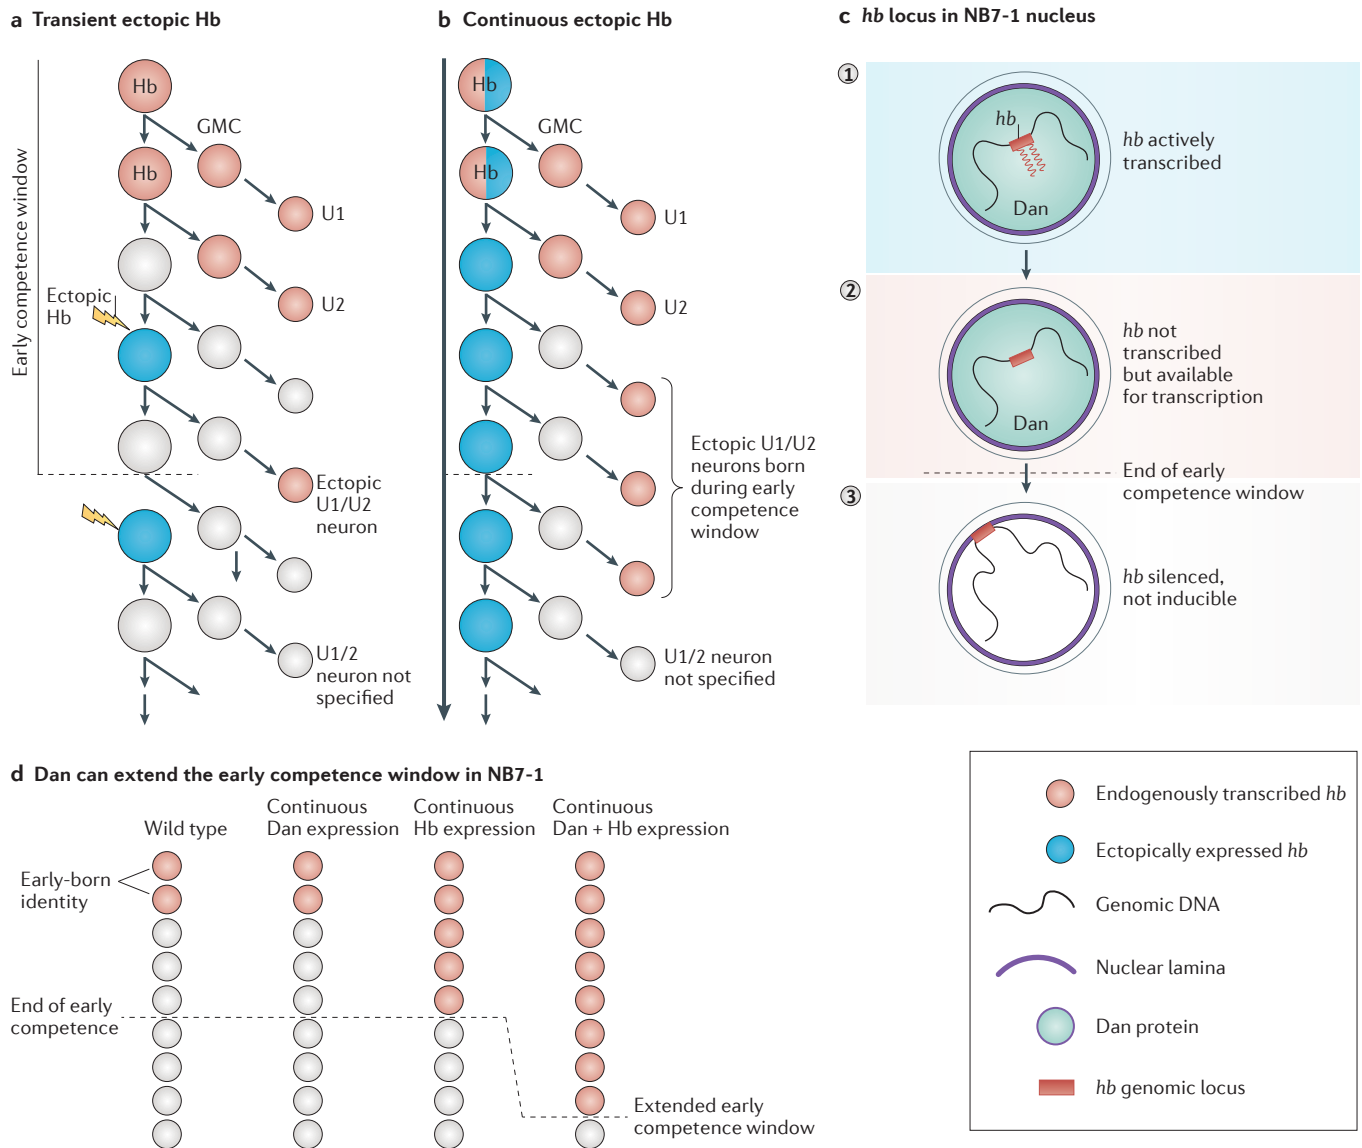 a Transient ectopic Hb
Early competence window
Hb
GMC
Hb
U1
U2
Ectopic
Hb
Ectopic
U1/U2
neuron
U1/2
neuron not
specified
b Continuous ectopic Hb
Hb
GMC
Hb
U1
U2
Ectopic U1/U2
neurons born
during early
competence
window
U1/2 neuron
not specified
c hb locus in NB7-1 nucleus
1
hb
Dan
hb actively
transcribed
2
Dan
hb not
transcribed
but available
for transcription
End of early
competence window
3
hb silenced,
not inducible
d Dan can extend the early competence window in NB7-1
Wild type
Continuous
Dan expression
Continuous
Hb expression
Continuous
Dan + Hb expression
Early-born
identity
End of early
competence
Extended early
competence window
Endogenously transcribed hb
Ectopically expressed hb
Genomic DNA
Nuclear lamina
Dan protein
hb genomic locus